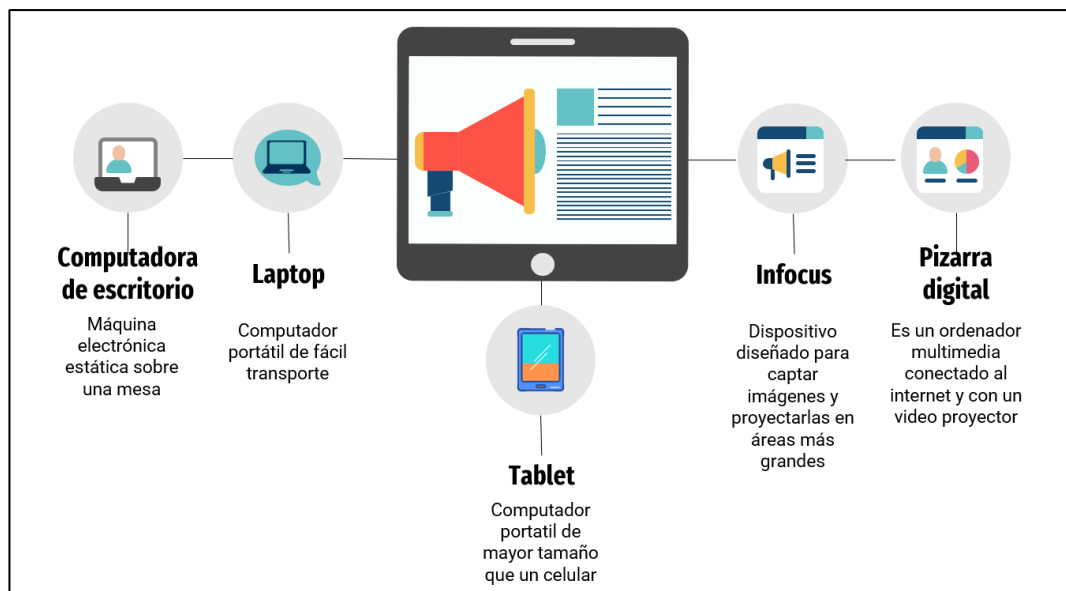 Computadora
de escritorio
Máquina
electrónica
estática sobre
una mesa
Laptop
Computador
portátil de fácil
transporte
Tablet
Computador
portatil de
mayor tamaño
que un celular
Infocus
Dispositivo
diseñado para
captar
imágenes y
proyectarlas en
áreas más
grandes
Pizarra
digital
Es un ordenador
multimedia
conectado al
internet y con un
video proyector